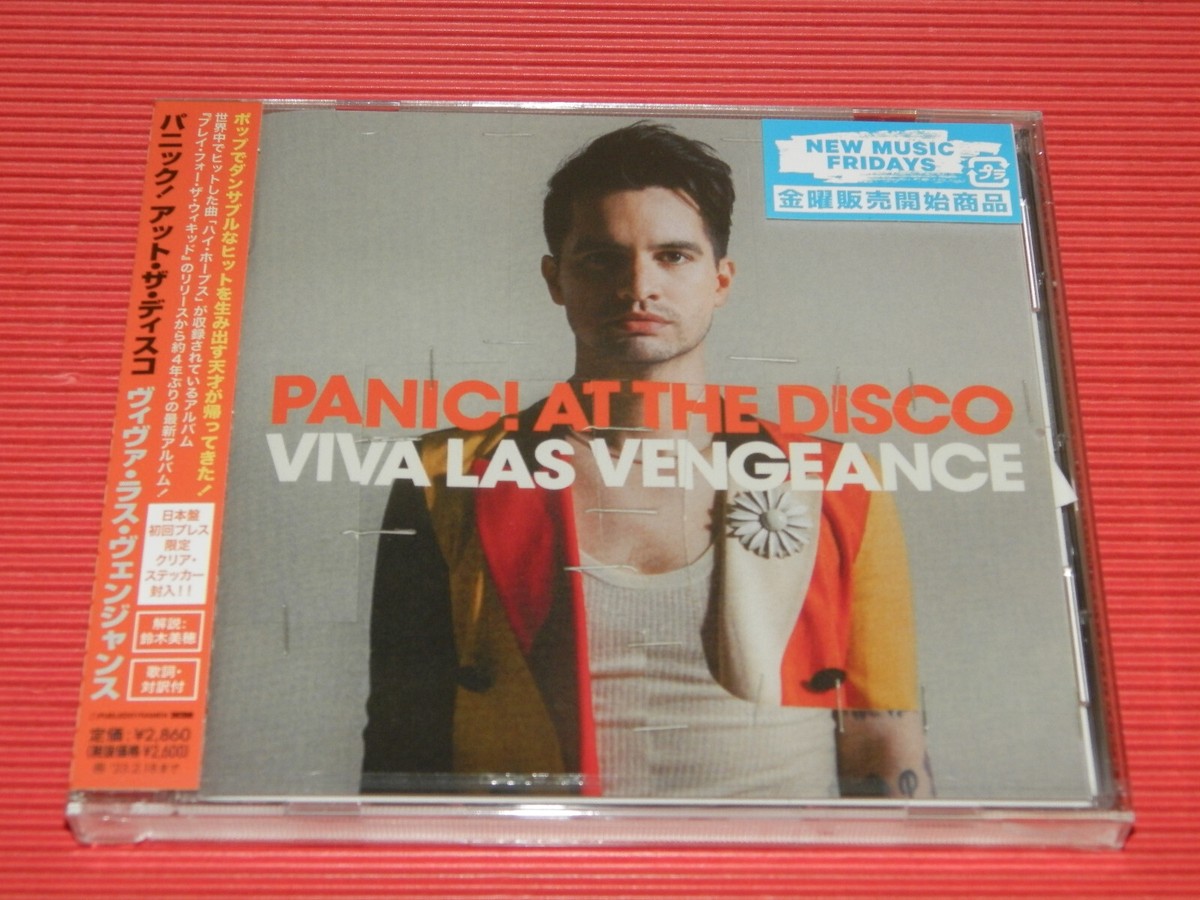 パニック!アット・ザ・ディスコ
ヴィヴァ・ラス・ヴェンジャンス
ポップでダンサブルなヒットを生み出す天才が帰ってきた!
世界中でヒットした曲「ハイ・ホープス」が収録されているアルバム
『プレイ・フォー・ザ・ウィキッド』のリリースから約4年ぶりの最新アルバム!
日本盤
初回プレス
限定
クリア・
ステッカー
封入!!
解説:
鈴木美穂
歌詞・
対訳付
定価:¥2,860
(税抜価格 ¥2,600)
NEW MUSIC
FRIDAYS
プラ
金曜販売開始商品
PANIC! AT THE DISCO
VIVA LAS VENGEANCE